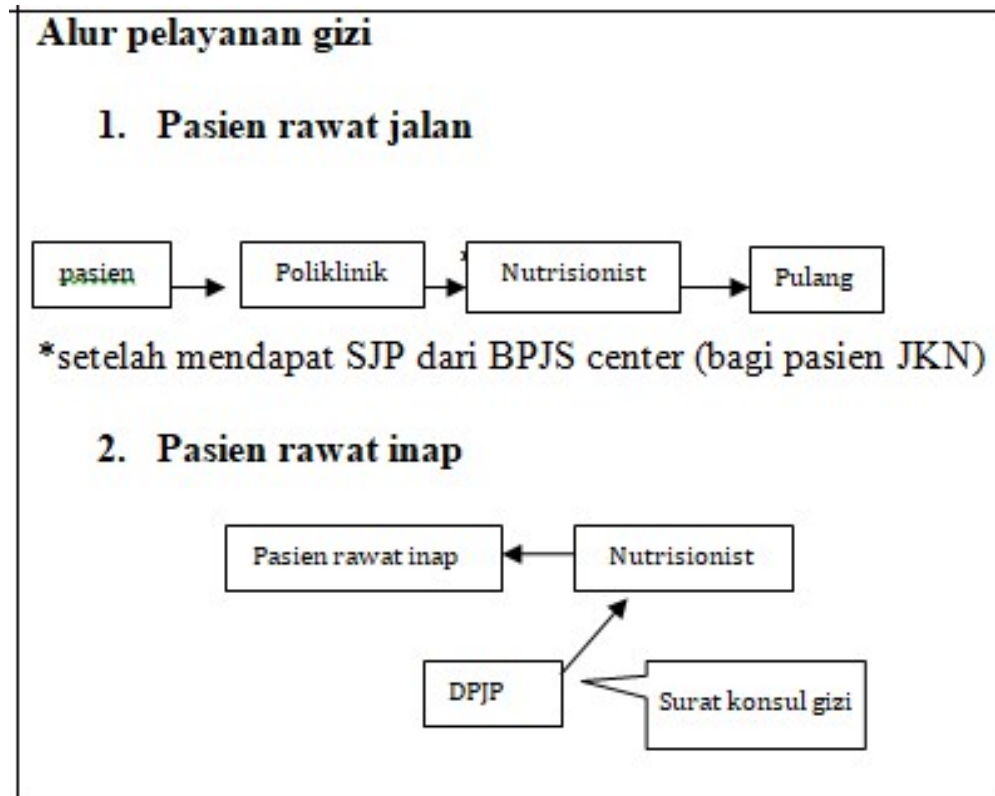 Alur pelayanan gizi
1. Pasien rawat jalan
pasien
Poliklinik
*
Nutrisionist
Pulang
*setelah mendapat SJP dari BPJS center (bagi pasien JKN)
2. Pasien rawat inap
Pasien rawat inap
Nutrisionist
DPJP
Surat konsul gizi